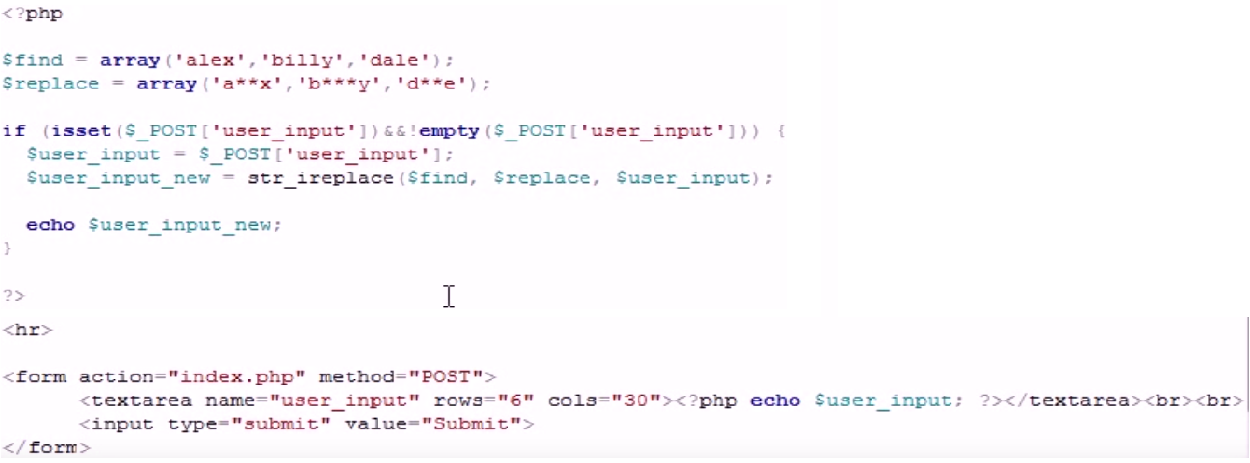 <?php
$find = array('alex','billy','dale');
$replace = array('a**x','b***y','d**e');
if (isset($_POST['user_input'])&&!empty($_POST['user_input'])) {
$user_input = $_POST['user_input'];
$user_input_new = str_ireplace($find, $replace, $user_input);
echo $user_input_new;
}
?>
<hr>
<form action="index.php" method="POST">
<textarea name="user_input" rows="6" cols="30"><?php echo $user_input; ?></textarea><br><br>
<input type="submit" value="Submit">
</form>